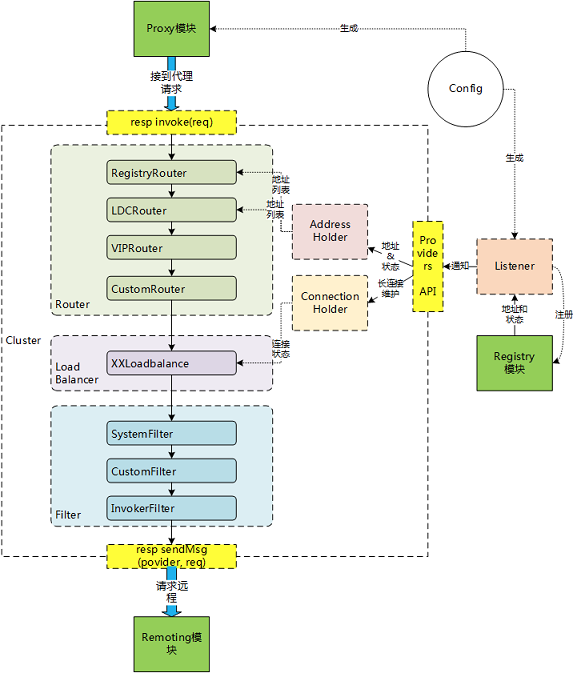 Proxy模块
生成
Config
接到代理
请求
resp invoke(req)
生成
RegistryRouter
地址
列表
LDCRouter
地址
列表
VIPRouter
CustomRouter
Router
Address
Holder
地址
&
状态
Pro
vide
rs
API
通知
Listener
长连接
维护
Connection
Holder
地址和
状态
注册
Registry
模块
Cluster
连接
状态
XXLoadbalance
Load
Balancer
SystemFilter
CustomFilter
InvokerFilter
Filter
resp sendMsg
(povider, req)
请求远
程
Remoting模
块